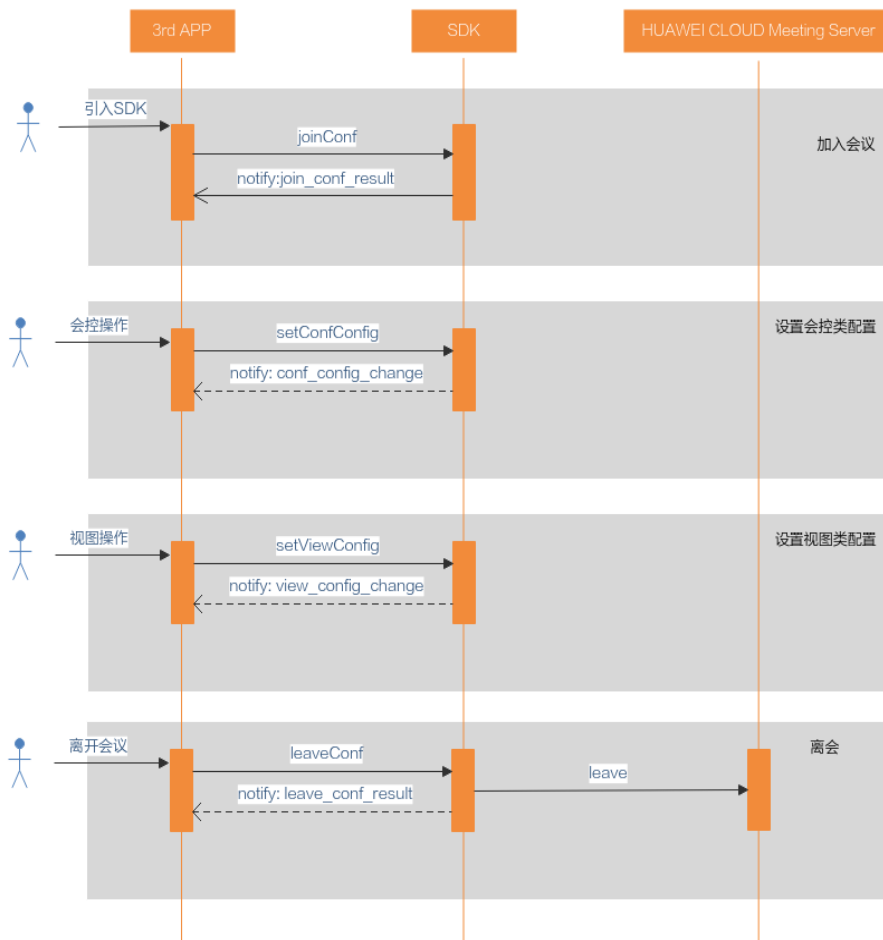 3rd APP
SDK
HUAWEI CLOUD Meeting Server
引入SDK
joinConf
加入会议
notify:join_conf_result
会控操作
setConfConfig
设置会控类配置
notify: conf_config_change
视图操作
setViewConfig
设置视图类配置
notify: view_config_change
离开会议
leaveConf
离会
leave
notify: leave_conf_result